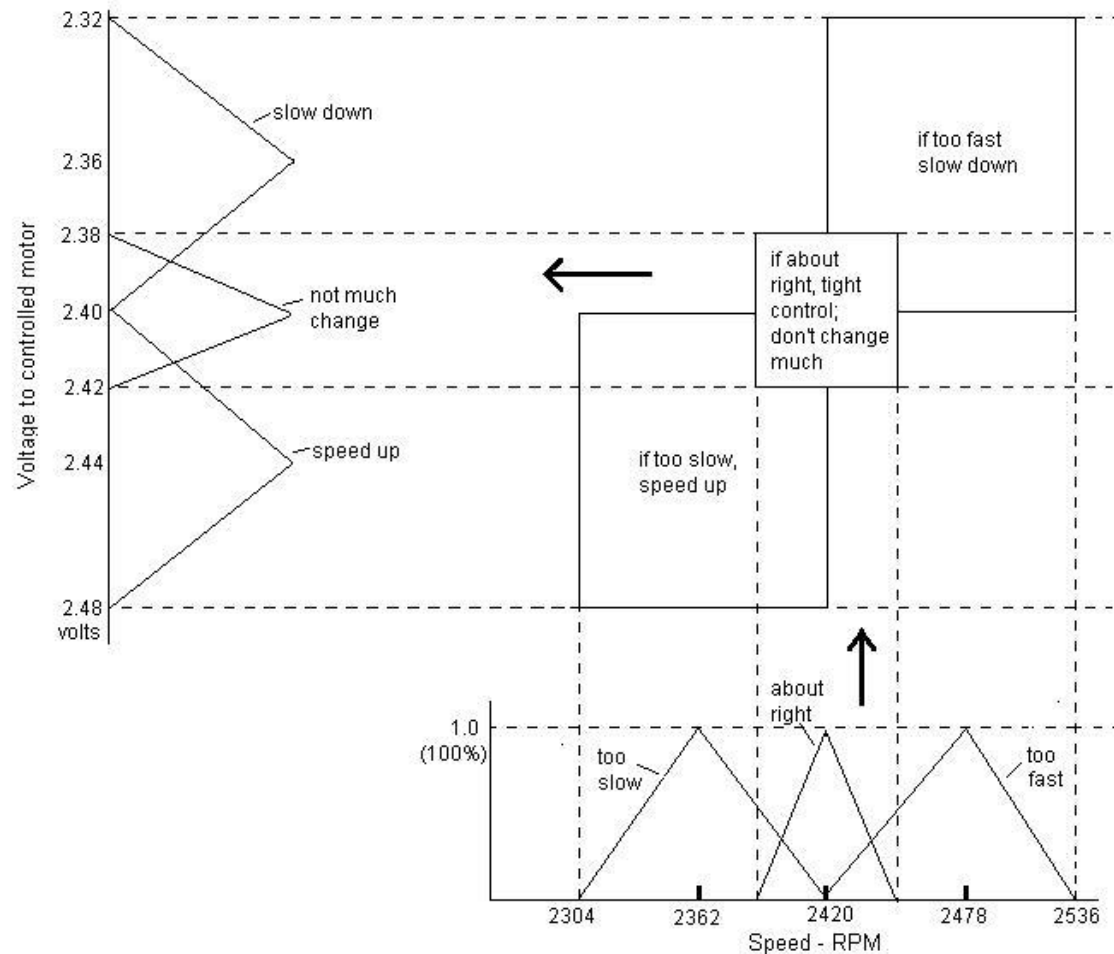 2.32
slow down
if too fast
slow down
2.36
Voltage to controlled motor
2.38
if about
right, tight
control;
don't change
much
not much
change
2.40
2.42
speed up
2.44
if too slow,
speed up
2.48
volts
about
right
1.0
(100%)
too
slow
too
fast
2304
2362
2420
2478
2536
Speed - RPM